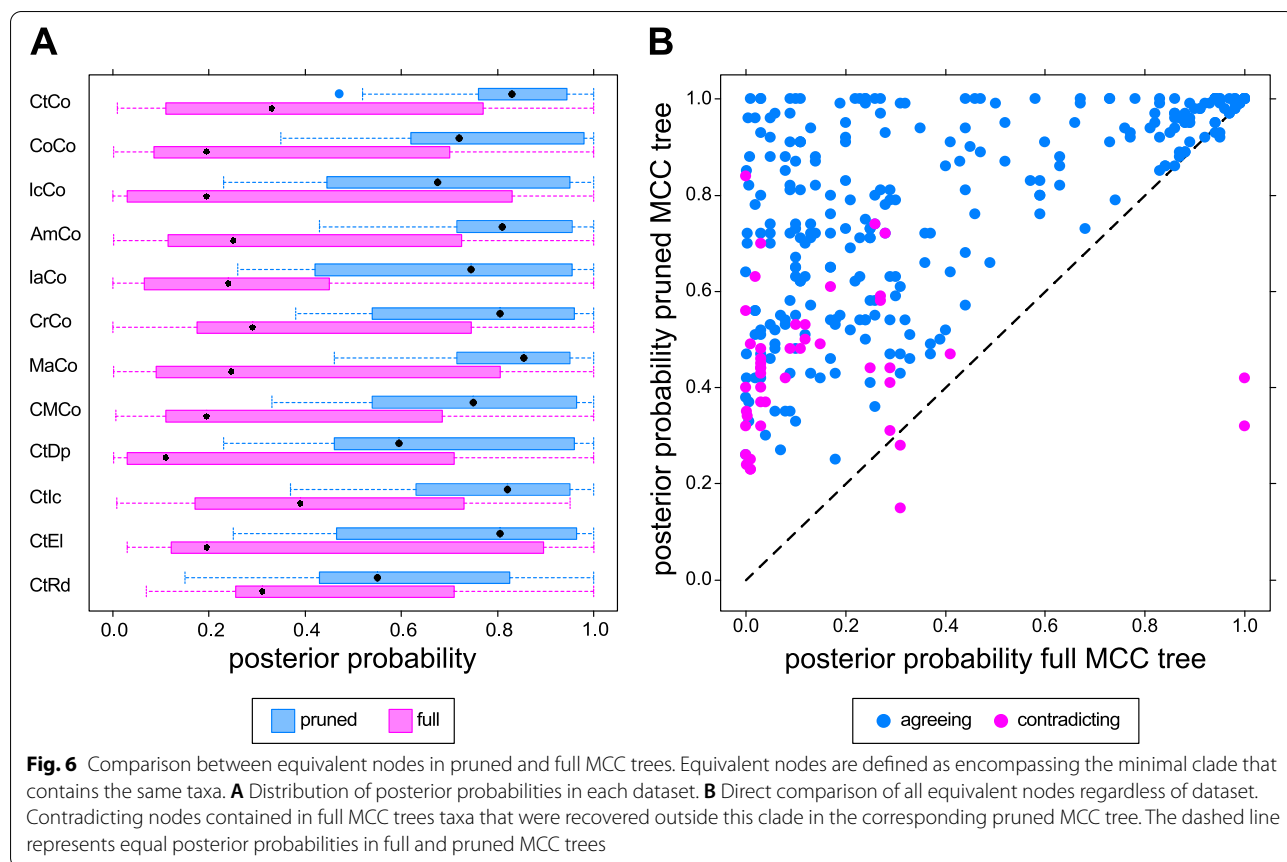 A
B
CtCo
CoCo
IcCo
AmCo
IaCo
CrCo
MaCo
CMCo
CtDp
CtIc
CtEl
CtRd
0.0 0.2 0.4 0.6 0.8 1.0
posterior probability
pruned full
posterior probability pruned MCC tree
1.0
0.8
0.6
0.4
0.2
0.0
0.0 0.2 0.4 0.6 0.8 1.0
posterior probability full MCC tree
agreeing contradicting
Fig. 6 Comparison between equivalent nodes in pruned and full MCC trees. Equivalent nodes are defined as encompassing the minimal clade that
contains the same taxa. A Distribution of posterior probabilities in each dataset. B Direct comparison of all equivalent nodes regardless of dataset.
Contradicting nodes contained in full MCC trees taxa that were recovered outside this clade in the corresponding pruned MCC tree. The dashed line
represents equal posterior probabilities in full and pruned MCC trees